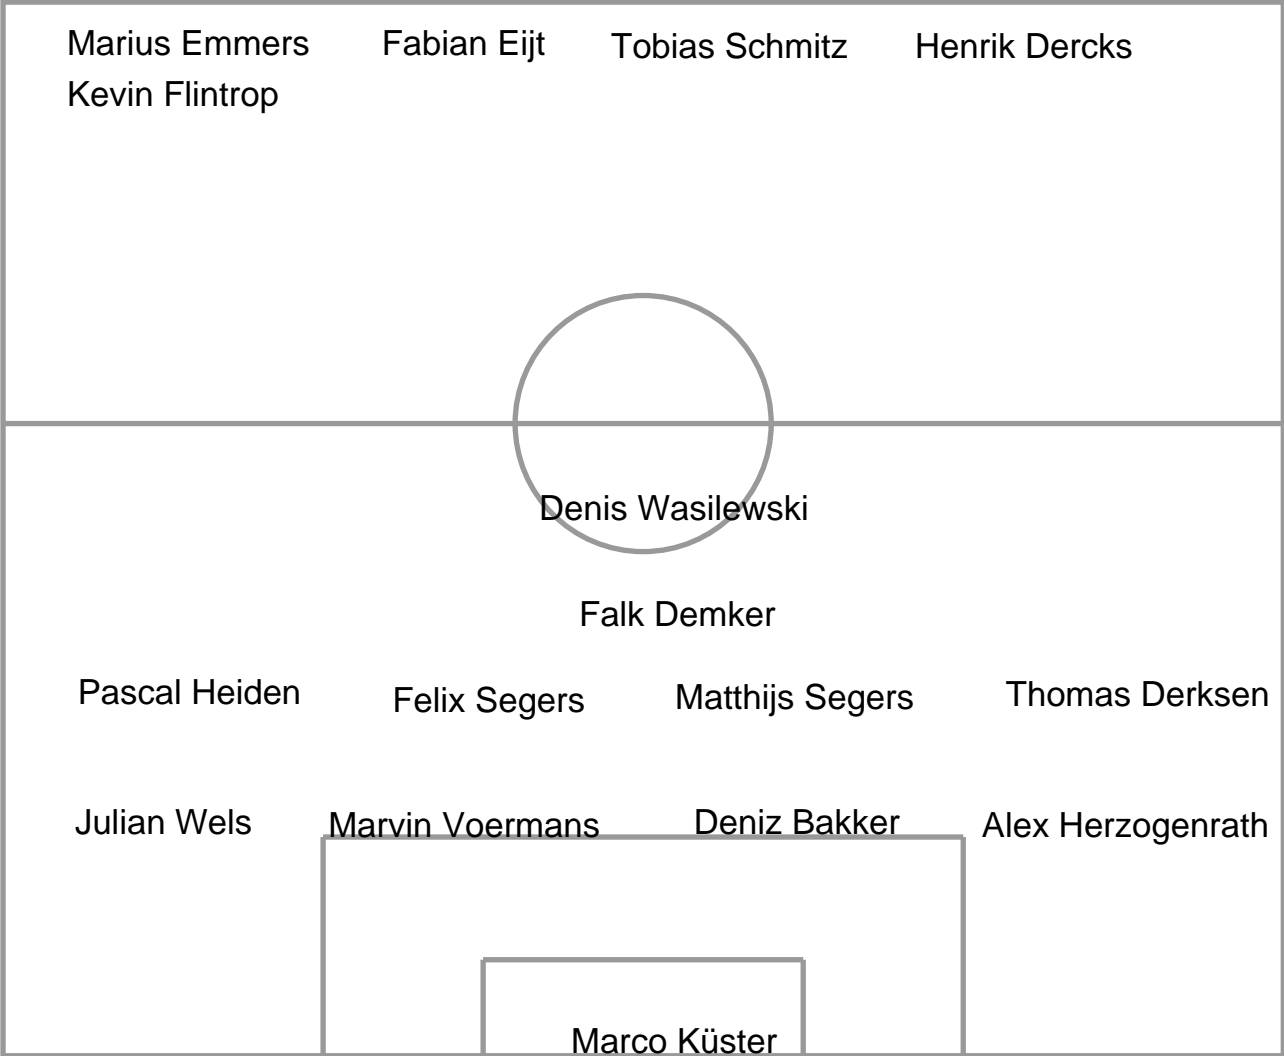 Marius Emmers Fabian Eijt Tobias Schmitz Henrik Dercks
Kevin Flintrop
Denis Wasilewski
Falk Demker
Pascal Heiden Felix Segers Matthijs Segers Thomas Derksen
Julian Wels Marvin Voermans Deniz Bakker Alex Herzogenrath
Marco Küster